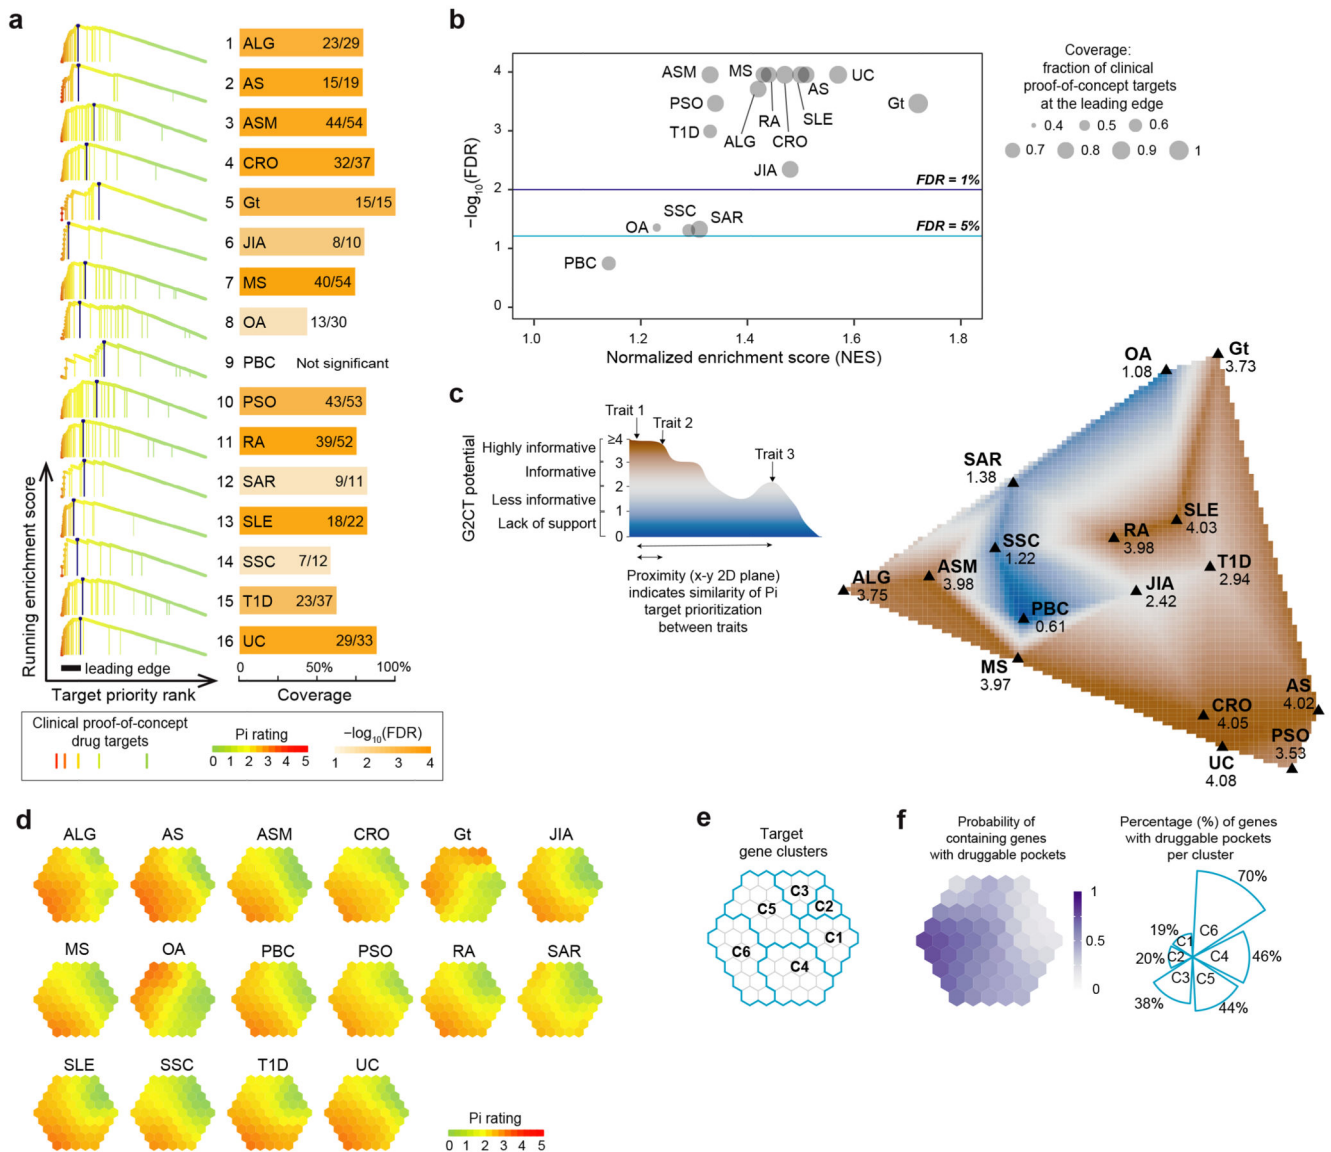 a
1 ALG 23/29
2 AS 15/19
3 ASM 44/54
4 CRO 32/37
5 Gt 15/15
6 JIA 8/10
7 MS 40/54
8 OA 13/30
9 PBC Not significant
10 PSO 43/53
11 RA 39/52
12 SAR 9/11
13 SLE 18/22
14 SSC 7/12
15 T1D 23/37
16 UC 29/33
Running enrichment score
leading edge
Target priority rank
0 50% 100%
Coverage
Clinical proof-of-concept
drug targets
Pi rating
0 1 2 3 4 5
−log10(FDR)
1 2 3 4
b
−log10(FDR)
4
3
2
1
0
ASM
MS
UC
AS
PSO
Gt
RA
SLE
T1D
ALG
CRO
JIA
FDR = 1%
SSC
SAR
OA
FDR = 5%
PBC
1.0 1.2 1.4 1.6 1.8
Normalized enrichment score (NES)
Coverage:
fraction of clinical
proof-of-concept targets
at the leading edge
0.4 0.5 0.6
0.7 0.8 0.9 1
c
G2CT potential
Trait 1
Trait 2
Trait 3
≥4
Highly informative
3
Informative
2
Less informative
1
Lack of support
0
Proximity (x-y 2D plane)
indicates similarity of Pi
target prioritization
between traits
OA
1.08
Gt
3.73
SAR
1.38
SLE
4.03
RA
3.98
SSC
1.22
T1D
2.94
ASM
3.98
ALG
3.75
JIA
2.42
PBC
0.61
MS
3.97
AS
4.02
CRO
4.05
PSO
3.53
UC
4.08
d
ALG AS ASM CRO Gt JIA
MS OA PBC PSO RA SAR
SLE SSC T1D UC
Pi rating
0 1 2 3 4 5
e
Target
gene clusters
C3
C2
C5
C1
C6
C4
f
Probability of
containing genes
with druggable pockets
1
0.5
0
Percentage (%) of genes
with druggable pockets
per cluster
70%
19%
C1 C6
20% C2 C4 46%
C3 C5
38%
44%